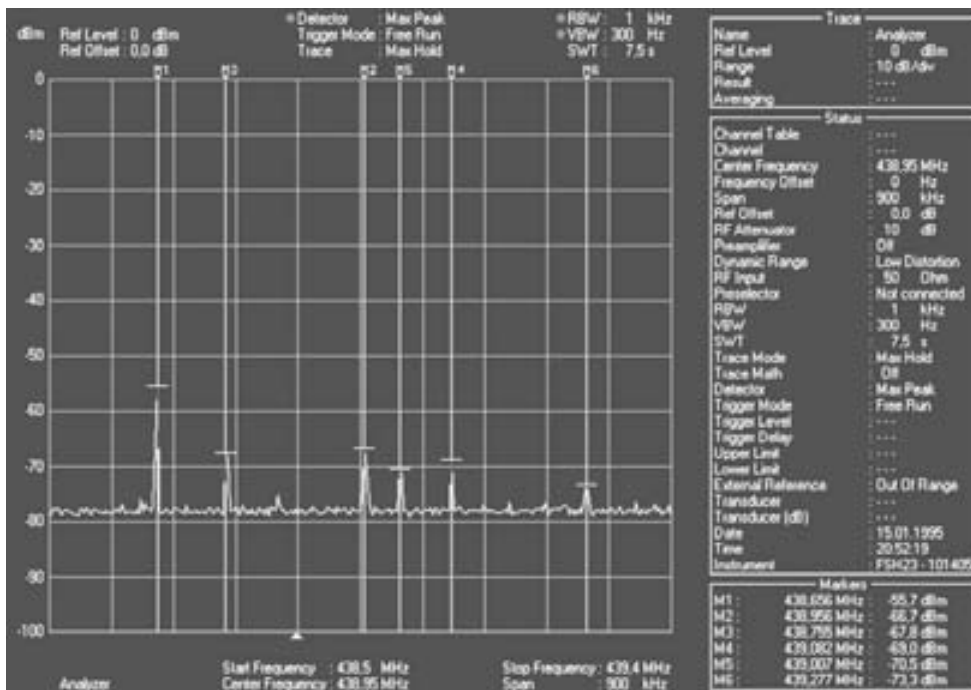 Detector : Max Peak
RBW : 1 kHz
dBm Ref Level : 0 dBm
Trigger Mode : Free Run
VBW : 300 Hz
Ref Offset : 0,0 dB
Trace : Max Hold
SWT : 7,5 s
1 3 2 5 4 6
0
-10
-20
-30
-40
-50
-60
-70
-80
-90
-100
Start Frequency : 438.5 MHz
Stop Frequency : 439.4 MHz
Analyzer
Center Frequency : 438.95 MHz
Span : 900 kHz
Trace
Name : Analyzer
Ref Level : 0 dBm
Range : 10 dB/div
Result : ---
Averaging : ---
Status
Channel Table : ---
Channel : ---
Center Frequency : 438,95 MHz
Frequency Offset : 0 Hz
Span : 900 kHz
Ref Offset : 0,0 dB
RF Attenuator : 10 dB
Preamplifier : Off
Dynamic Range : Low Distortion
RF Input : 50 Ohm
Preselector : Not connected
RBW : 1 kHz
VBW : 300 Hz
SWT : 7,5 s
Trace Mode : Max Hold
Trace Math : Off
Detector : Max Peak
Trigger Mode : Free Run
Trigger Level : ---
Trigger Delay : ---
Upper Limit : ---
Lower Limit : ---
External Reference : Out Of Range
Transducer : ---
Transducer (dB) : ---
Date : 15.01.1995
Time : 20:52:19
Instrument : FSH23 - 101405
Markers
M1 : 438,656 MHz : -55,7 dBm
M2 : 438,956 MHz : -66,7 dBm
M3 : 438,755 MHz : -67,8 dBm
M4 : 439,082 MHz : -69,0 dBm
M5 : 439,007 MHz : -70,5 dBm
M6 : 439,277 MHz : -73,3 dBm